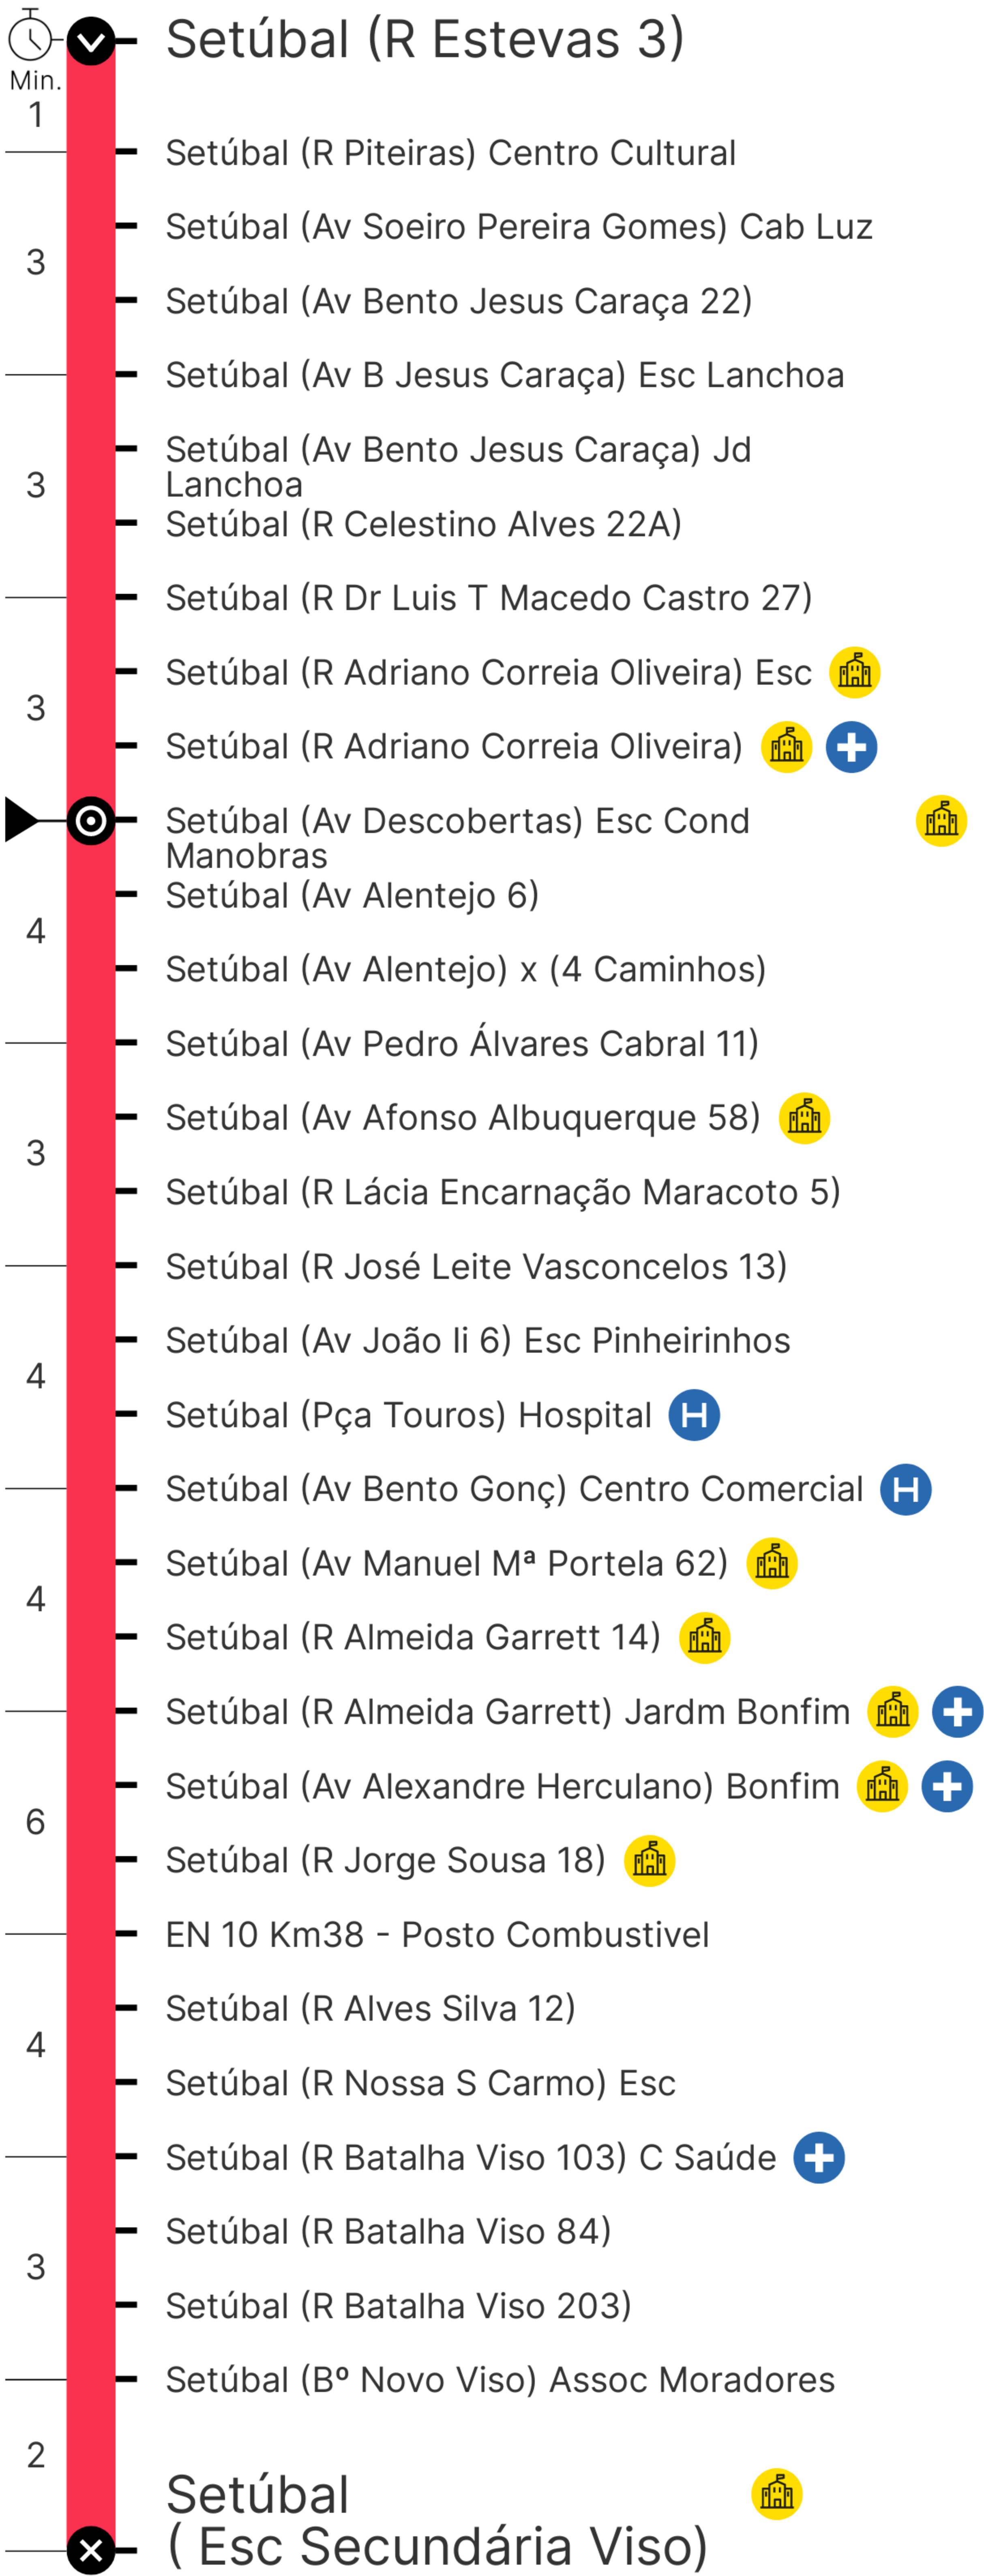 Setúbal (R Estevas 3)
Min.
1
Setúbal (R Piteiras) Centro Cultural
Setúbal (Av Soeiro Pereira Gomes) Cab Luz
3
Setúbal (Av Bento Jesus Caraça 22)
Setúbal (Av B Jesus Caraça) Esc Lanchoa
Setúbal (Av Bento Jesus Caraça) Jd
Lanchoa
3
Setúbal (R Celestino Alves 22A)
Setúbal (R Dr Luis T Macedo Castro 27)
Setúbal (R Adriano Correia Oliveira) Esc
3
Setúbal (R Adriano Correia Oliveira)
Setúbal (Av Descobertas) Esc Cond
Manobras
Setúbal (Av Alentejo 6)
4
Setúbal (Av Alentejo) x (4 Caminhos)
Setúbal (Av Pedro Álvares Cabral 11)
Setúbal (Av Afonso Albuquerque 58)
3
Setúbal (R Lácia Encarnação Maracoto 5)
Setúbal (R José Leite Vasconcelos 13)
Setúbal (Av João Ii 6) Esc Pinheirinhos
4
Setúbal (Pça Touros) Hospital H
Setúbal (Av Bento Gonç) Centro Comercial H
Setúbal (Av Manuel Mª Portela 62)
4
Setúbal (R Almeida Garrett 14)
Setúbal (R Almeida Garrett) Jardm Bonfim
Setúbal (Av Alexandre Herculano) Bonfim
6
Setúbal (R Jorge Sousa 18)
EN 10 Km38 - Posto Combustivel
Setúbal (R Alves Silva 12)
4
Setúbal (R Nossa S Carmo) Esc
Setúbal (R Batalha Viso 103) C Saúde
Setúbal (R Batalha Viso 84)
3
Setúbal (R Batalha Viso 203)
Setúbal (Bº Novo Viso) Assoc Moradores
2
Setúbal
( Esc Secundária Viso)